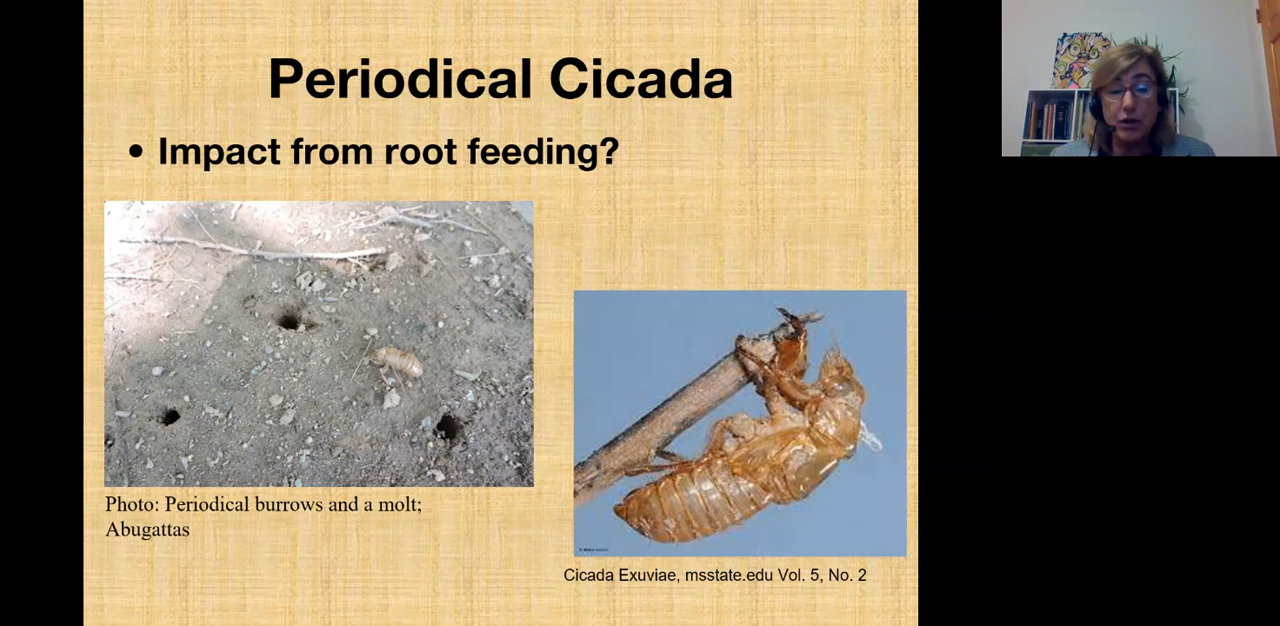 Periodical Cicada
• Impact from root feeding?
Photo: Periodical burrows and a molt;
Abugattas
Cicada Exuviae, msstate.edu Vol. 5, No. 2